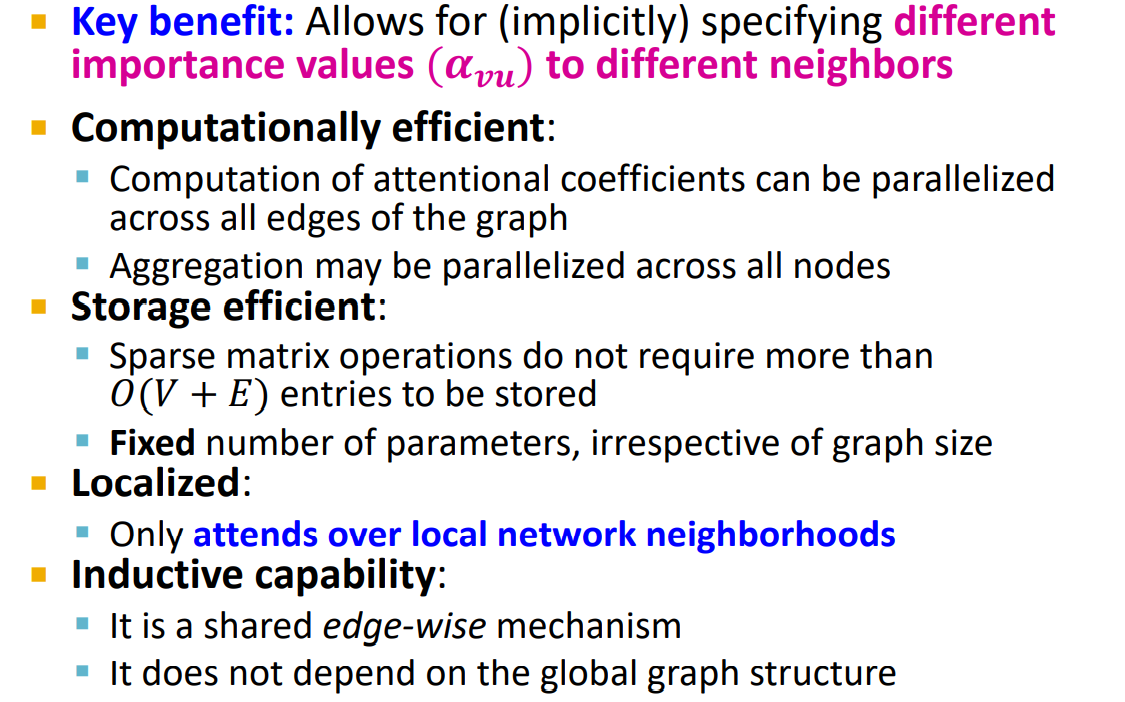 ▪ Key benefit: Allows for (implicitly) specifying different
importance values (𝜶𝒗𝒖) to different neighbors
▪ Computationally efficient:
▪ Computation of attentional coefficients can be parallelized
across all edges of the graph
▪ Aggregation may be parallelized across all nodes
▪ Storage efficient:
▪ Sparse matrix operations do not require more than
𝑂(𝑉 + 𝐸) entries to be stored
▪ Fixed number of parameters, irrespective of graph size
▪ Localized:
▪ Only attends over local network neighborhoods
▪ Inductive capability:
▪ It is a shared edge-wise mechanism
▪ It does not depend on the global graph structure